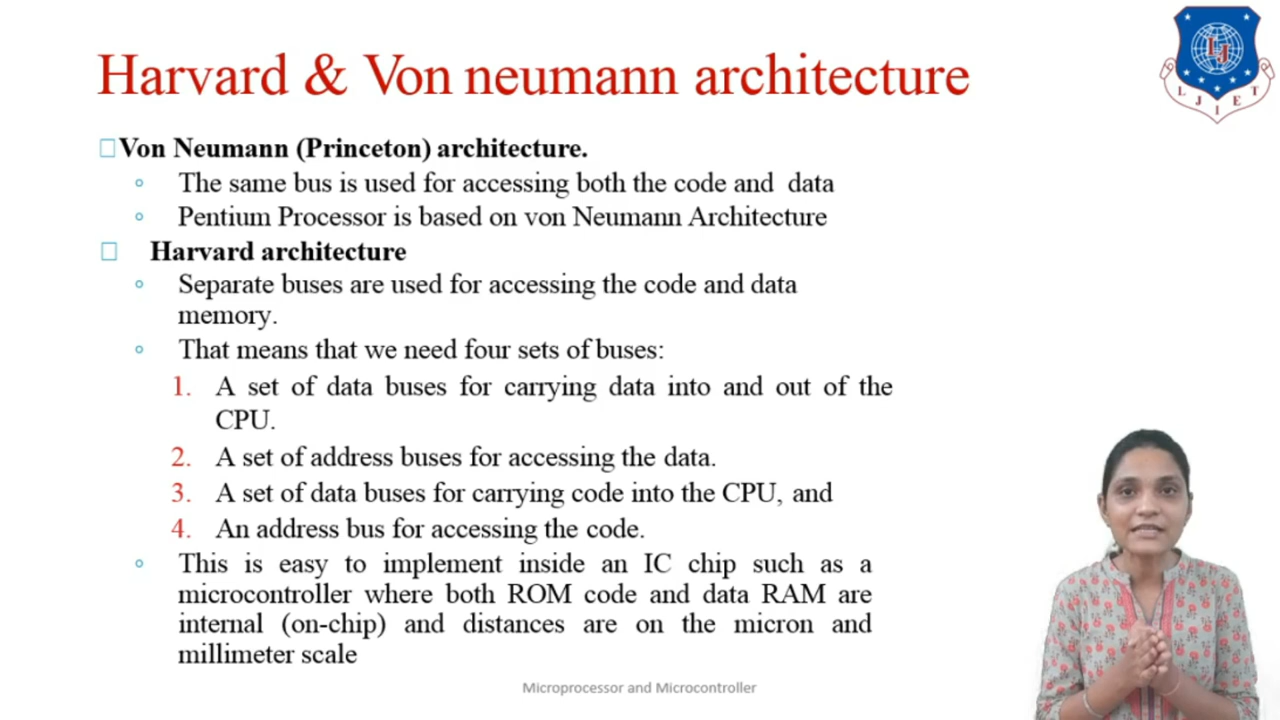 Harvard & Von neumann architecture
LJ
L J I E T
Von Neumann (Princeton) architecture.
The same bus is used for accessing both the code and data
Pentium Processor is based on von Neumann Architecture
Harvard architecture
Separate buses are used for accessing the code and data
memory.
That means that we need four sets of buses:
1. A set of data buses for carrying data into and out of the
CPU.
2. A set of address buses for accessing the data.
3. A set of data buses for carrying code into the CPU, and
4. An address bus for accessing the code.
This is easy to implement inside an IC chip such as a
microcontroller where both ROM code and data RAM are
internal (on-chip) and distances are on the micron and
millimeter scale
Microprocessor and Microcontroller